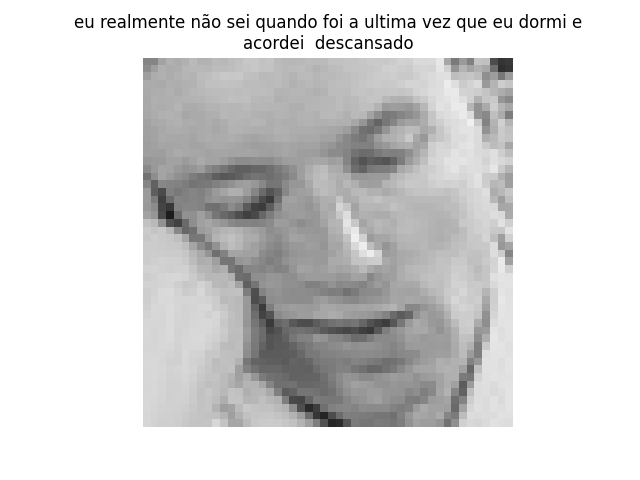 eu realmente não sei quando foi a ultima vez que eu dormi e
acordei  descansado